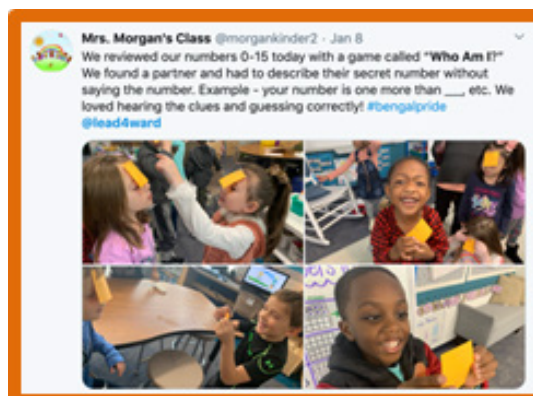 Mrs. Morgan's Class @morgankinder2 · Jan 8
We reviewed our numbers 0-15 today with a game called "Who Am I?"
We found a partner and had to describe their secret number without
saying the number. Example - your number is one more than ___, etc. We
loved hearing the clues and guessing correctly! #bengalpride
@lead4ward